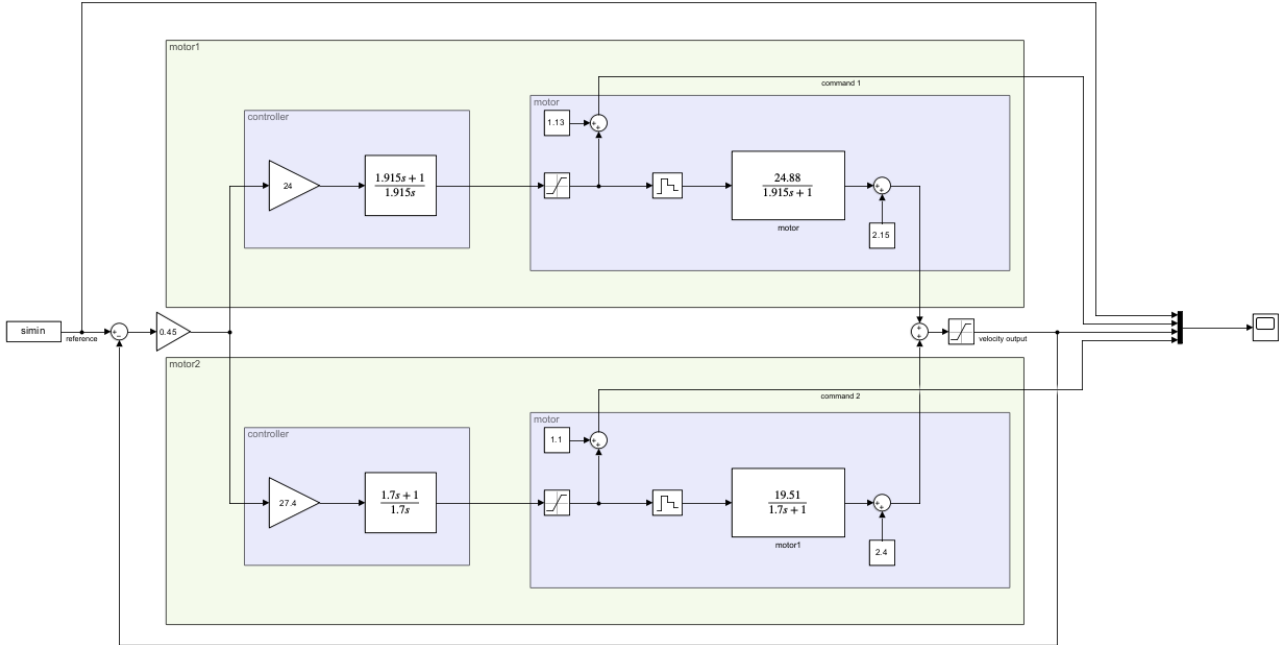 motor1
command 1
motor
controller
1.13
24
1.915s + 1
1.915s
24.88
1.915s + 1
motor
2.15
simin
reference
0.45
velocity output
motor2
command 2
motor
controller
1.1
27.4
1.7s + 1
1.7s
19.51
1.7s + 1
motor1
2.4